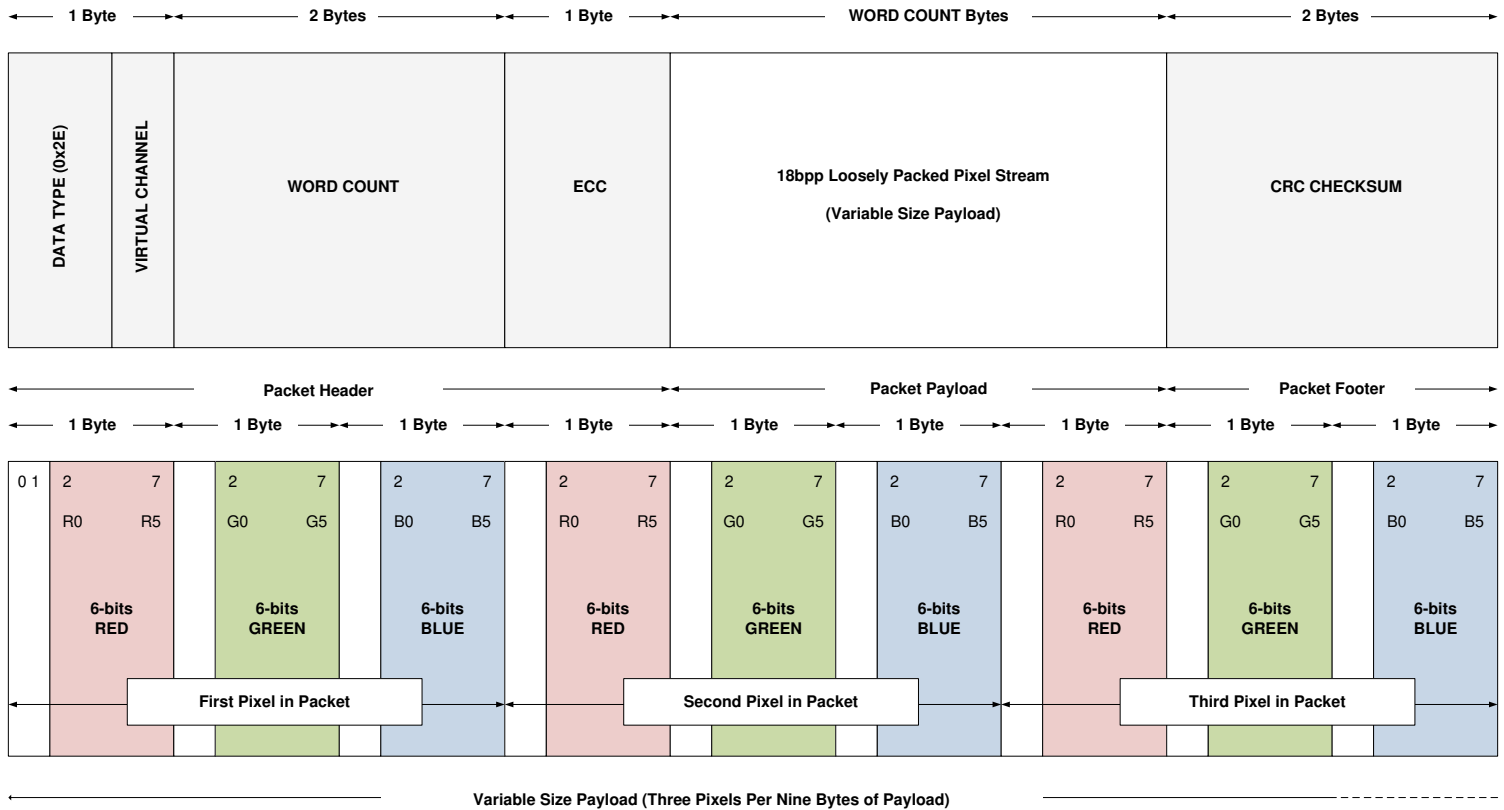 1 Byte 2 Bytes 1 Byte WORD COUNT Bytes 2 Bytes
DATA TYPE (0x2E)
VIRTUAL CHANNEL
WORD COUNT
ECC
18bpp Loosely Packed Pixel Stream
(Variable Size Payload)
CRC CHECKSUM
Packet Header Packet Payload Packet Footer
1 Byte 1 Byte 1 Byte 1 Byte 1 Byte 1 Byte 1 Byte 1 Byte 1 Byte
0 1 2 7 2 7 2 7 2 7 2 7 2 7 2 7 2 7 2 7
R0 R5 G0 G5 B0 B5 R0 R5 G0 G5 B0 B5 R0 R5 G0 G5 B0 B5
6-bits 6-bits 6-bits 6-bits 6-bits 6-bits 6-bits 6-bits 6-bits
RED GREEN BLUE RED GREEN BLUE RED GREEN BLUE
First Pixel in Packet Second Pixel in Packet Third Pixel in Packet
Variable Size Payload (Three Pixels Per Nine Bytes of Payload)